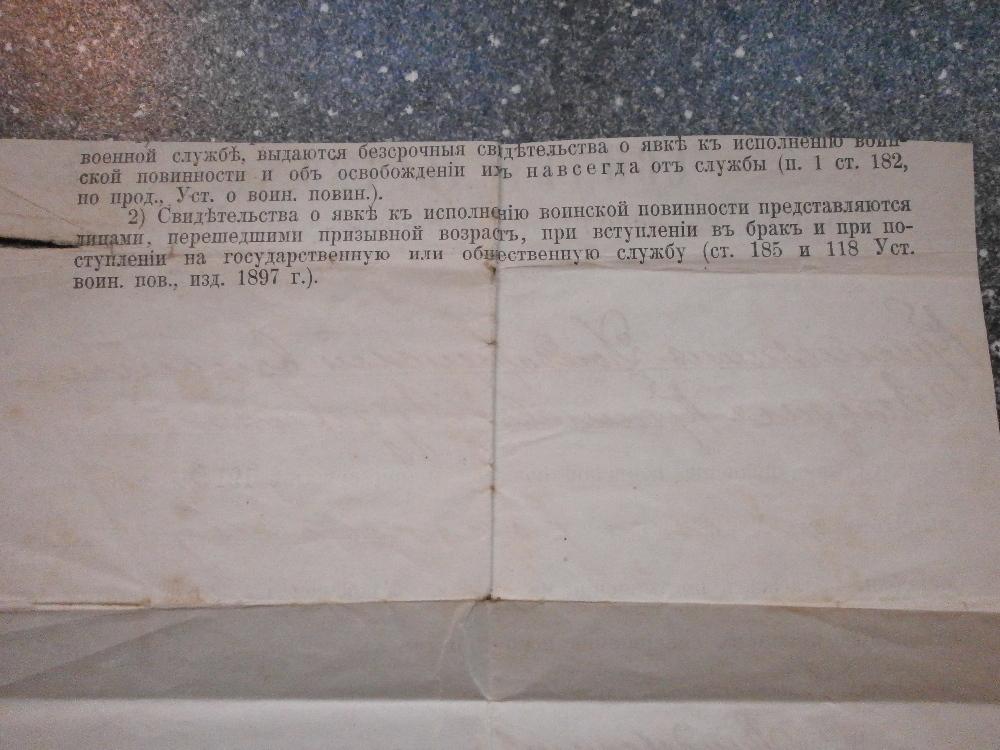 военной службѣ, выдаются безсрочныя свидѣтельства о явкѣ къ исполненію воин-
ской повинности и объ освобожденіи ихъ навсегда отъ службы (п. 1 ст. 182,
по прод., Уст. о воин. повин.).
2) Свидѣтельства о явкѣ къ исполненію воинской повинности представляются
лицами, перешедшими призывной возрастъ, при вступленіи въ бракъ и при по-
ступленіи на государственную или общественную службу (ст. 185 и 118 Уст.
воин. пов., изд. 1897 г.).